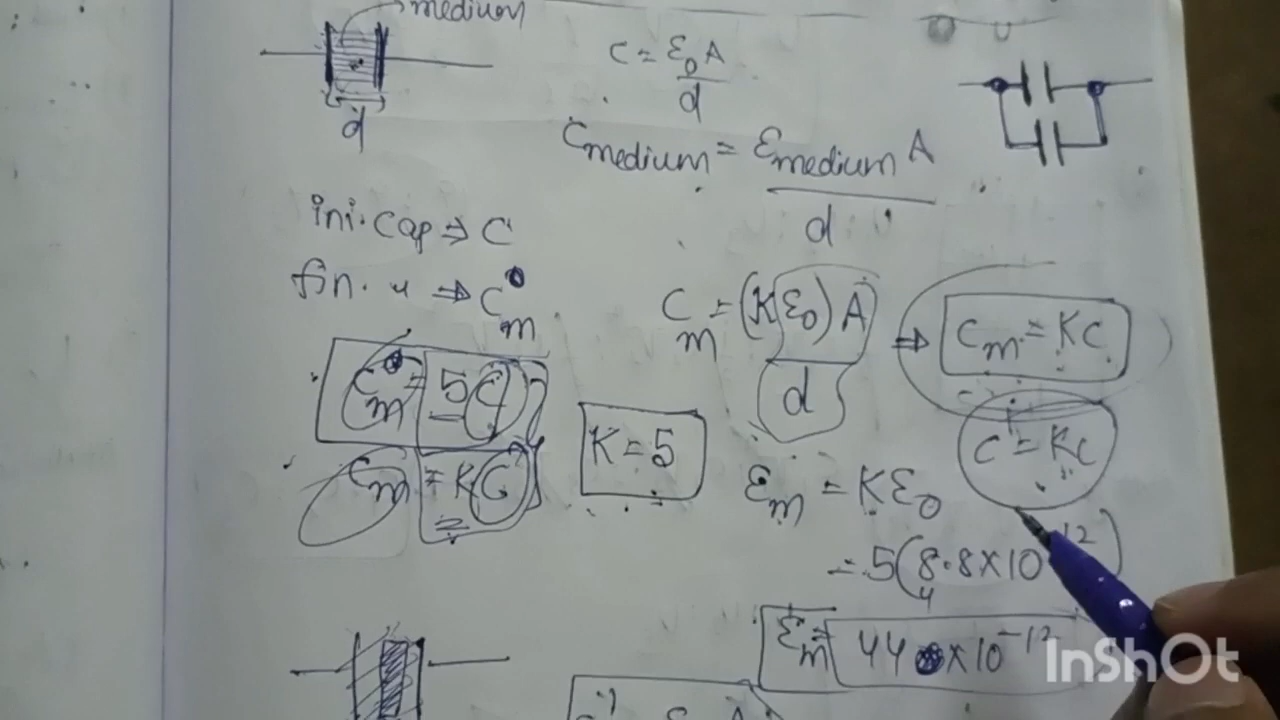 medium
d
C = ε₀A
d
Cmedium = εmedium A
d
ini. Cap ⇒ C
fin. " ⇒ Cm
Cm = (Kε₀)A
d
⇒ Cm = KC
C' = KC
Cm = 5C
Cm = KC
K = 5
εm = Kε₀
= 5(8.8×10⁻¹²)
4
εm = 44 ×10⁻¹²
InShOt